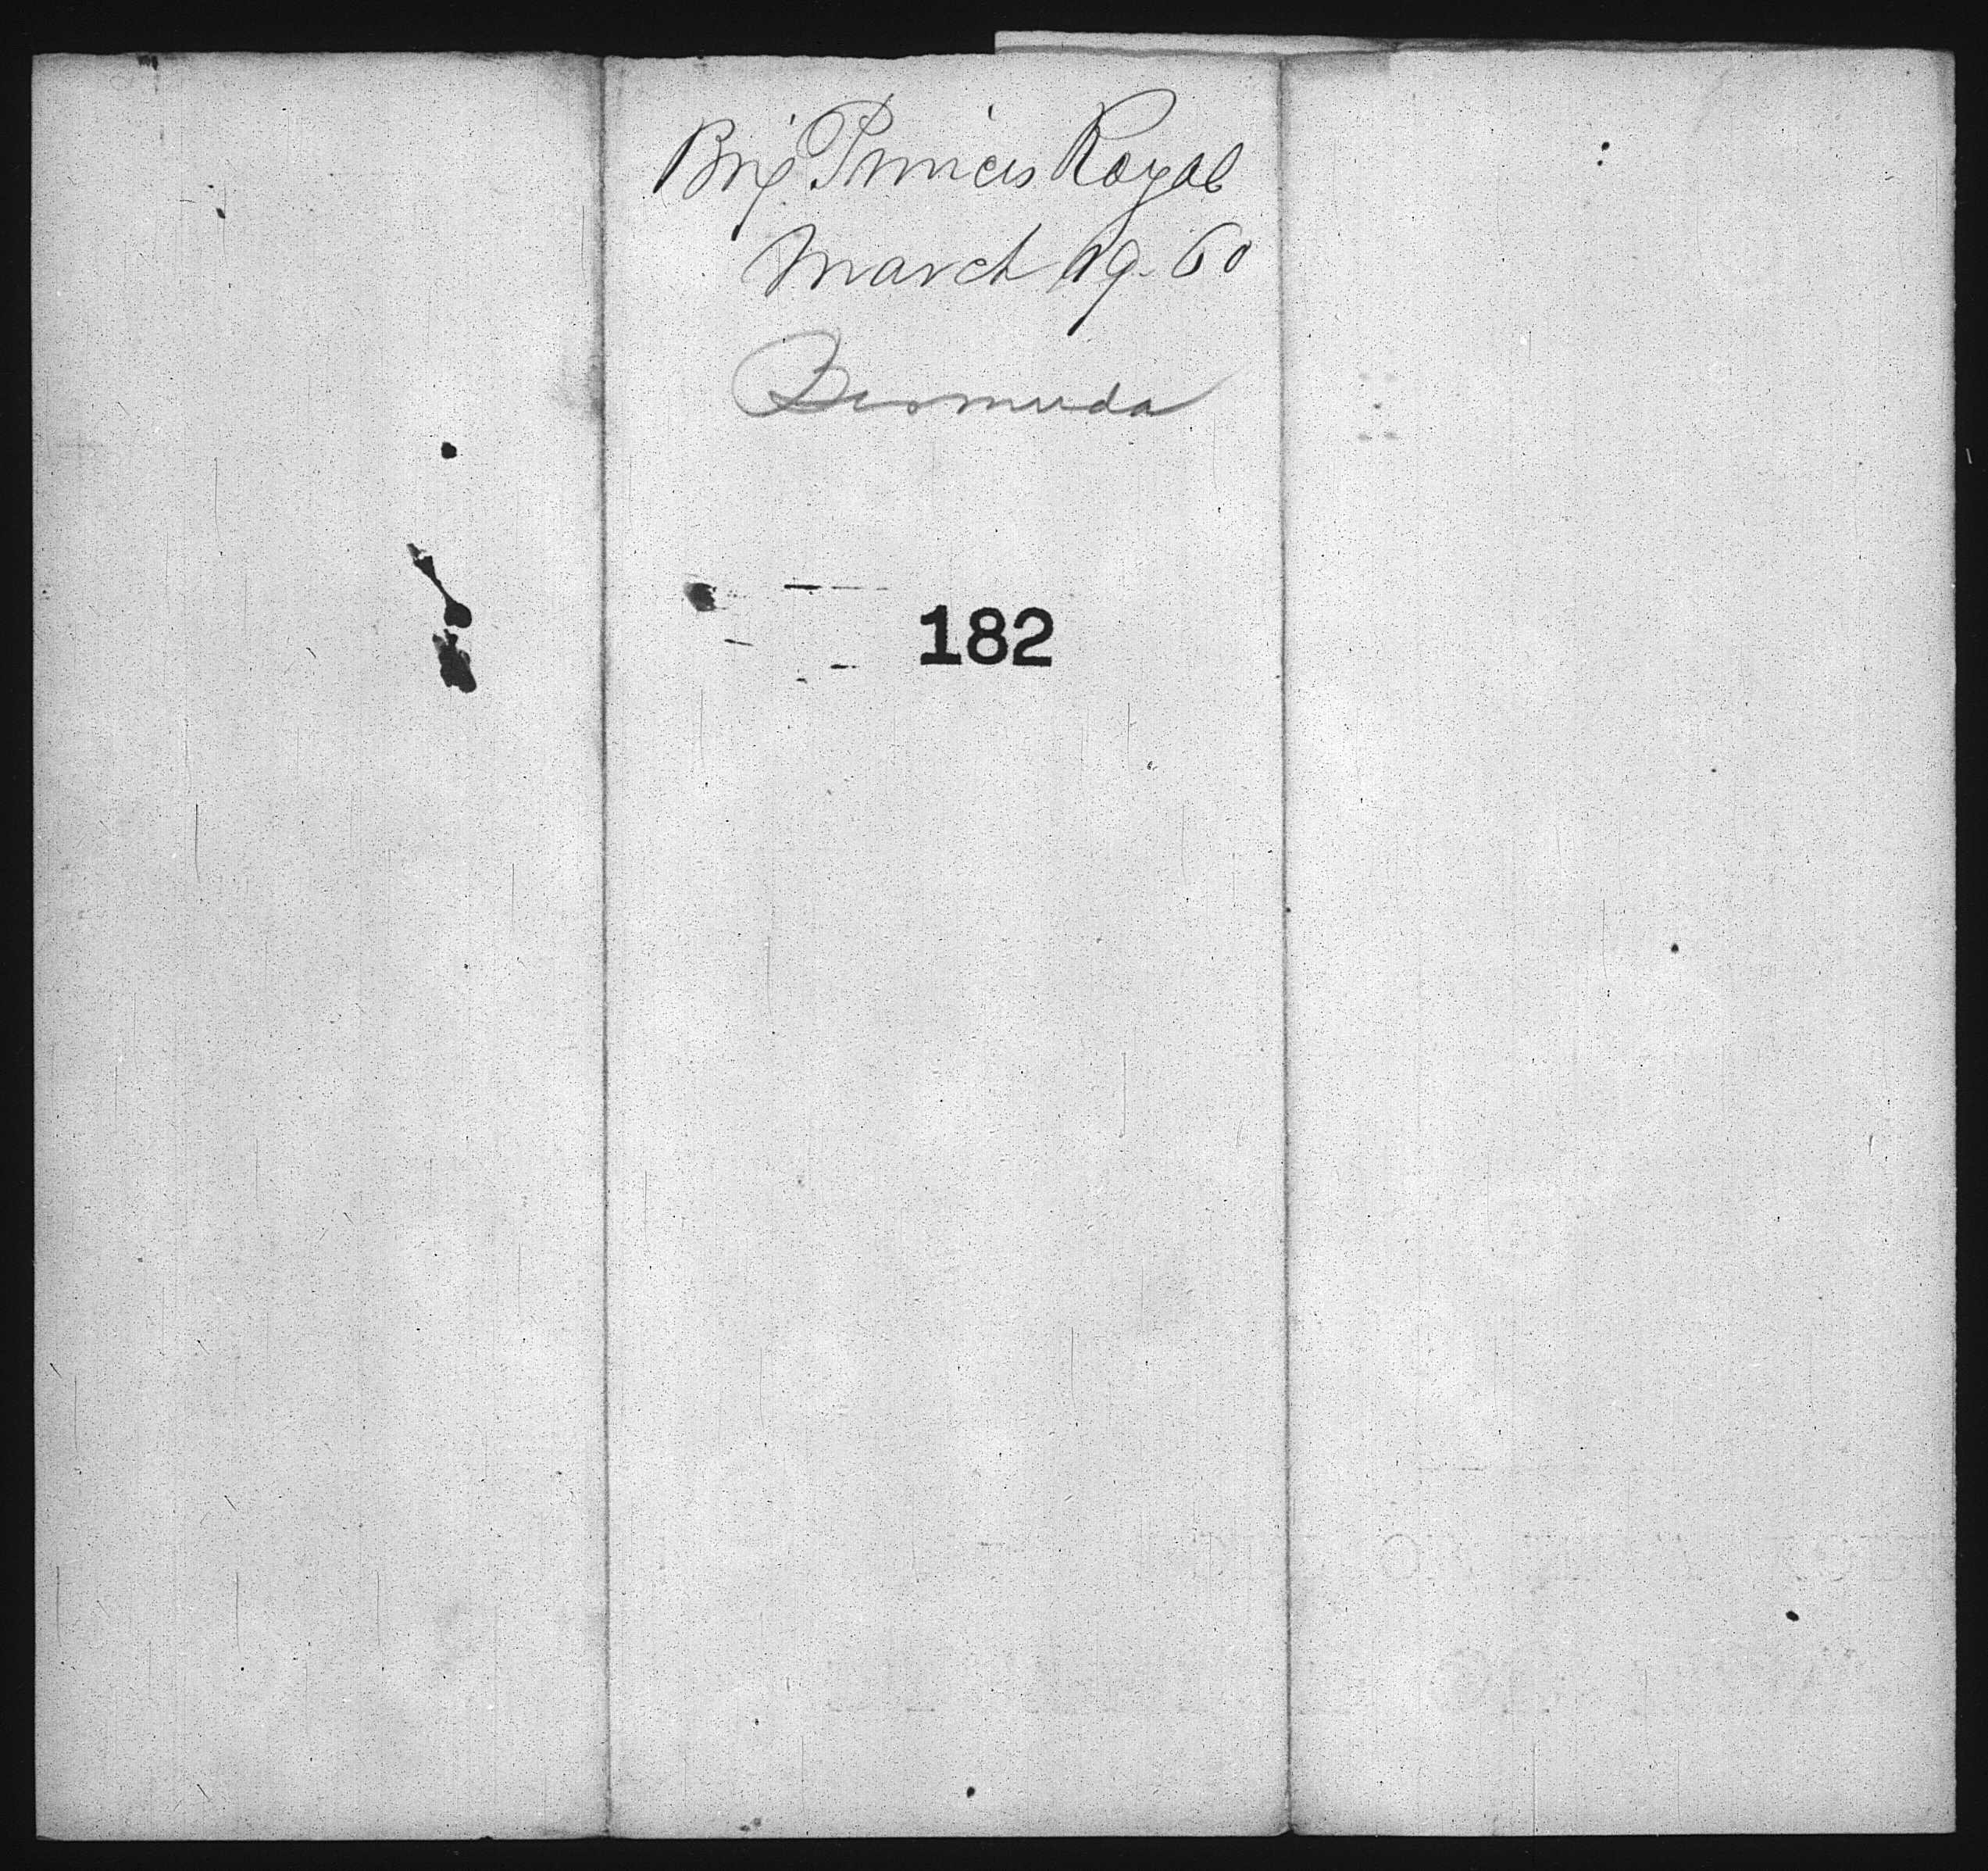 Brig Princess Royal
March 19-60
Bermuda
182